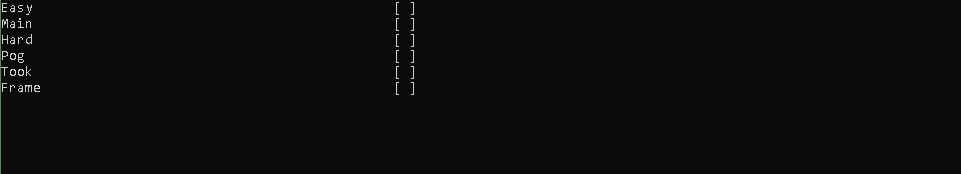 Easy [ ]
Main [ ]
Hard [ ]
Pog [ ]
Took [ ]
Frame [ ]